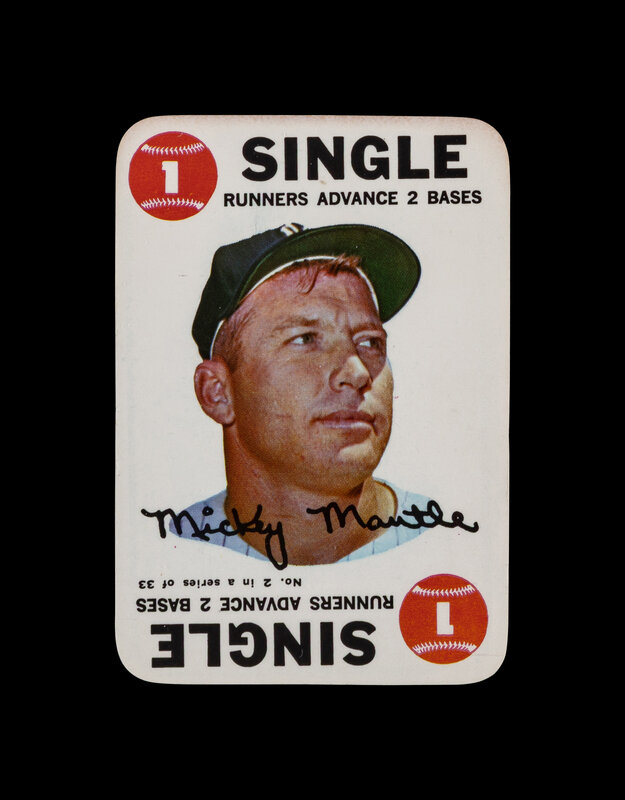 1
SINGLE
RUNNERS ADVANCE 2 BASES
Micky Mantle
1
SINGLE
RUNNERS ADVANCE 2 BASES
No. 2 in a series of 33